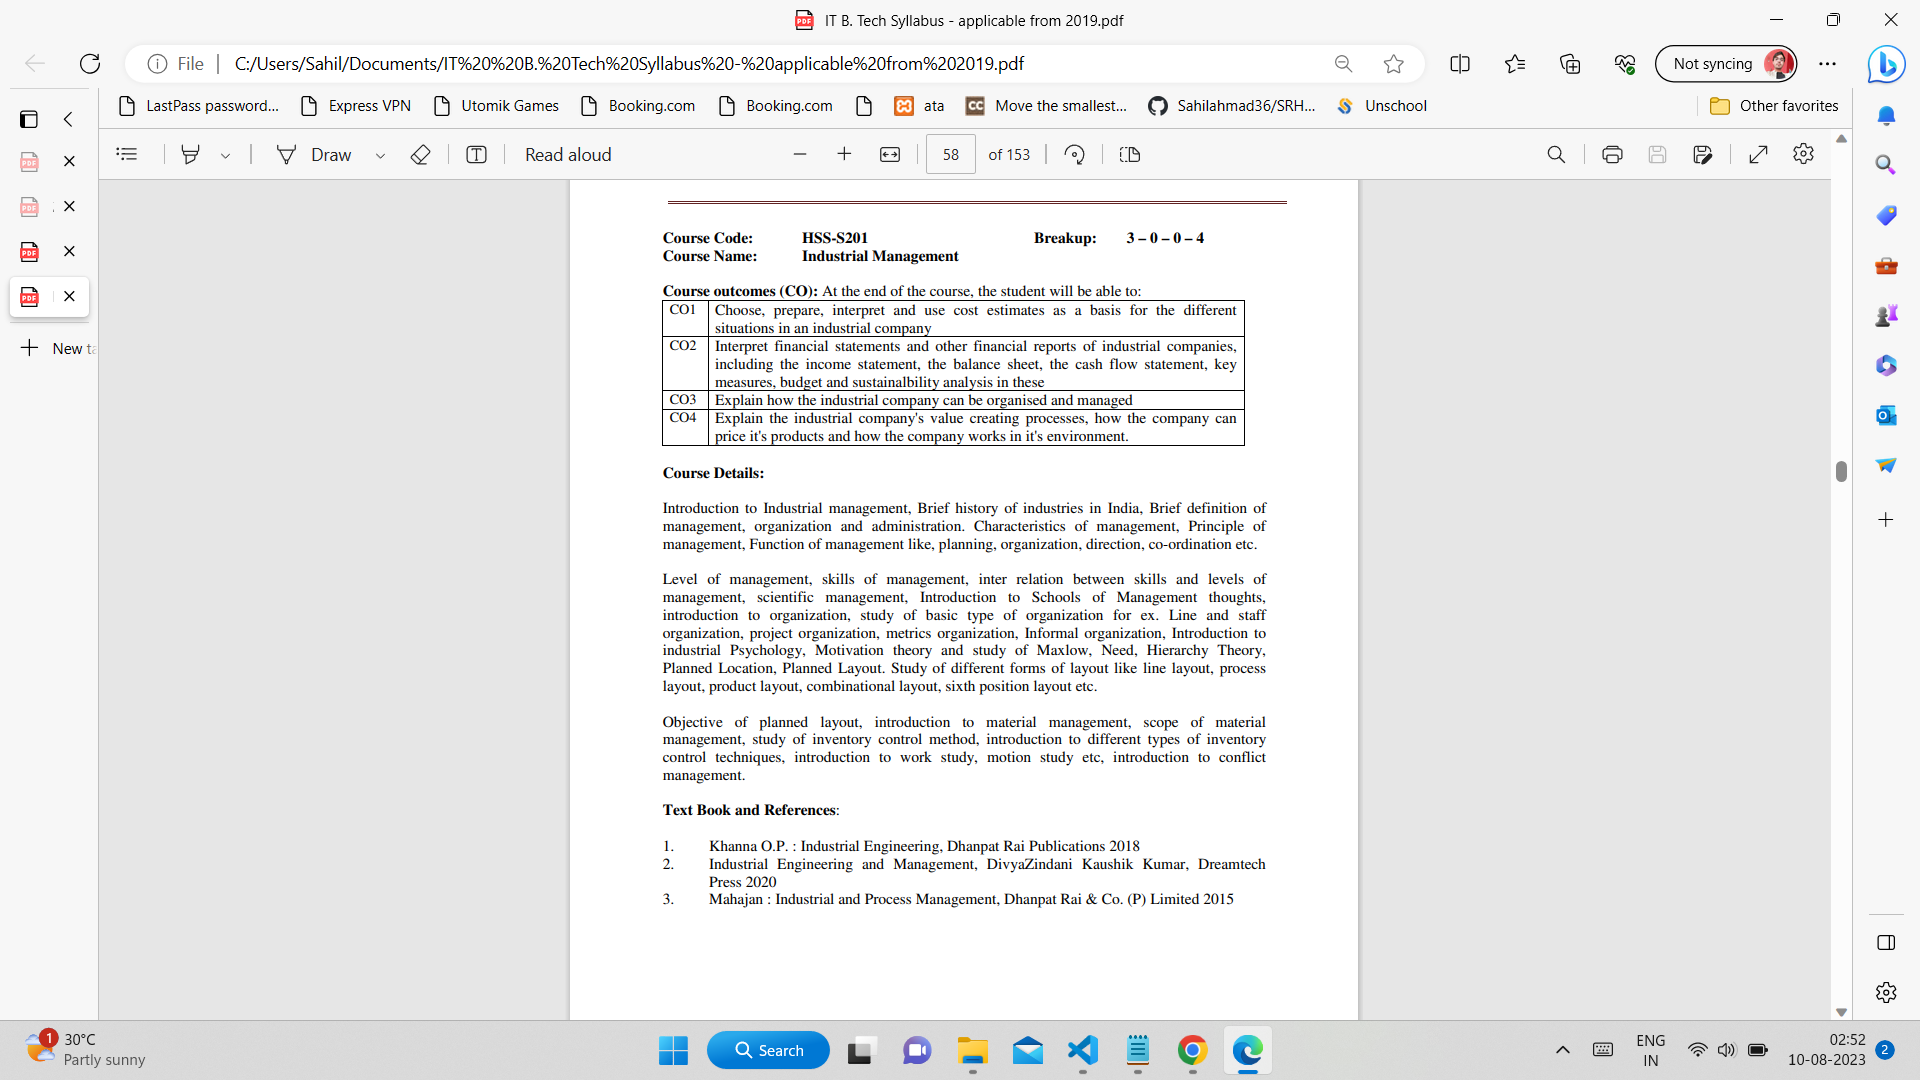 IT B. Tech Syllabus - applicable from 2019.pdf
File
C:/Users/Sahil/Documents/IT%20%20B.%20Tech%20Syllabus%20-%20applicable%20from%202019.pdf
Not syncing
LastPass password...
Express VPN
Utomik Games
Booking.com
Booking.com
ata
CC
Move the smallest...
Sahilahmad36/SRH...
Unschool
Other favorites
Draw
Read aloud
58
of 153
New ta
Course Code: HSS-S201 Breakup: 3 – 0 – 0 – 4
Course Name: Industrial Management
Course outcomes (CO): At the end of the course, the student will be able to:
CO1 Choose, prepare, interpret and use cost estimates as a basis for the different
situations in an industrial company
CO2 Interpret financial statements and other financial reports of industrial companies,
including the income statement, the balance sheet, the cash flow statement, key
measures, budget and sustainalbility analysis in these
CO3 Explain how the industrial company can be organised and managed
CO4 Explain the industrial company's value creating processes, how the company can
price it's products and how the company works in it's environment.
Course Details:
Introduction to Industrial management, Brief history of industries in India, Brief definition of
management, organization and administration. Characteristics of management, Principle of
management, Function of management like, planning, organization, direction, co-ordination etc.
Level of management, skills of management, inter relation between skills and levels of
management, scientific management, Introduction to Schools of Management thoughts,
introduction to organization, study of basic type of organization for ex. Line and staff
organization, project organization, metrics organization, Informal organization, Introduction to
industrial Psychology, Motivation theory and study of Maxlow, Need, Hierarchy Theory,
Planned Location, Planned Layout. Study of different forms of layout like line layout, process
layout, product layout, combinational layout, sixth position layout etc.
Objective of planned layout, introduction to material management, scope of material
management, study of inventory control method, introduction to different types of inventory
control techniques, introduction to work study, motion study etc, introduction to conflict
management.
Text Book and References:
1. Khanna O.P. : Industrial Engineering, Dhanpat Rai Publications 2018
2. Industrial Engineering and Management, DivyaZindani Kaushik Kumar, Dreamtech
Press 2020
3. Mahajan : Industrial and Process Management, Dhanpat Rai & Co. (P) Limited 2015
1
30°C
Partly sunny
Search
ENG
IN
02:52
10-08-2023
2